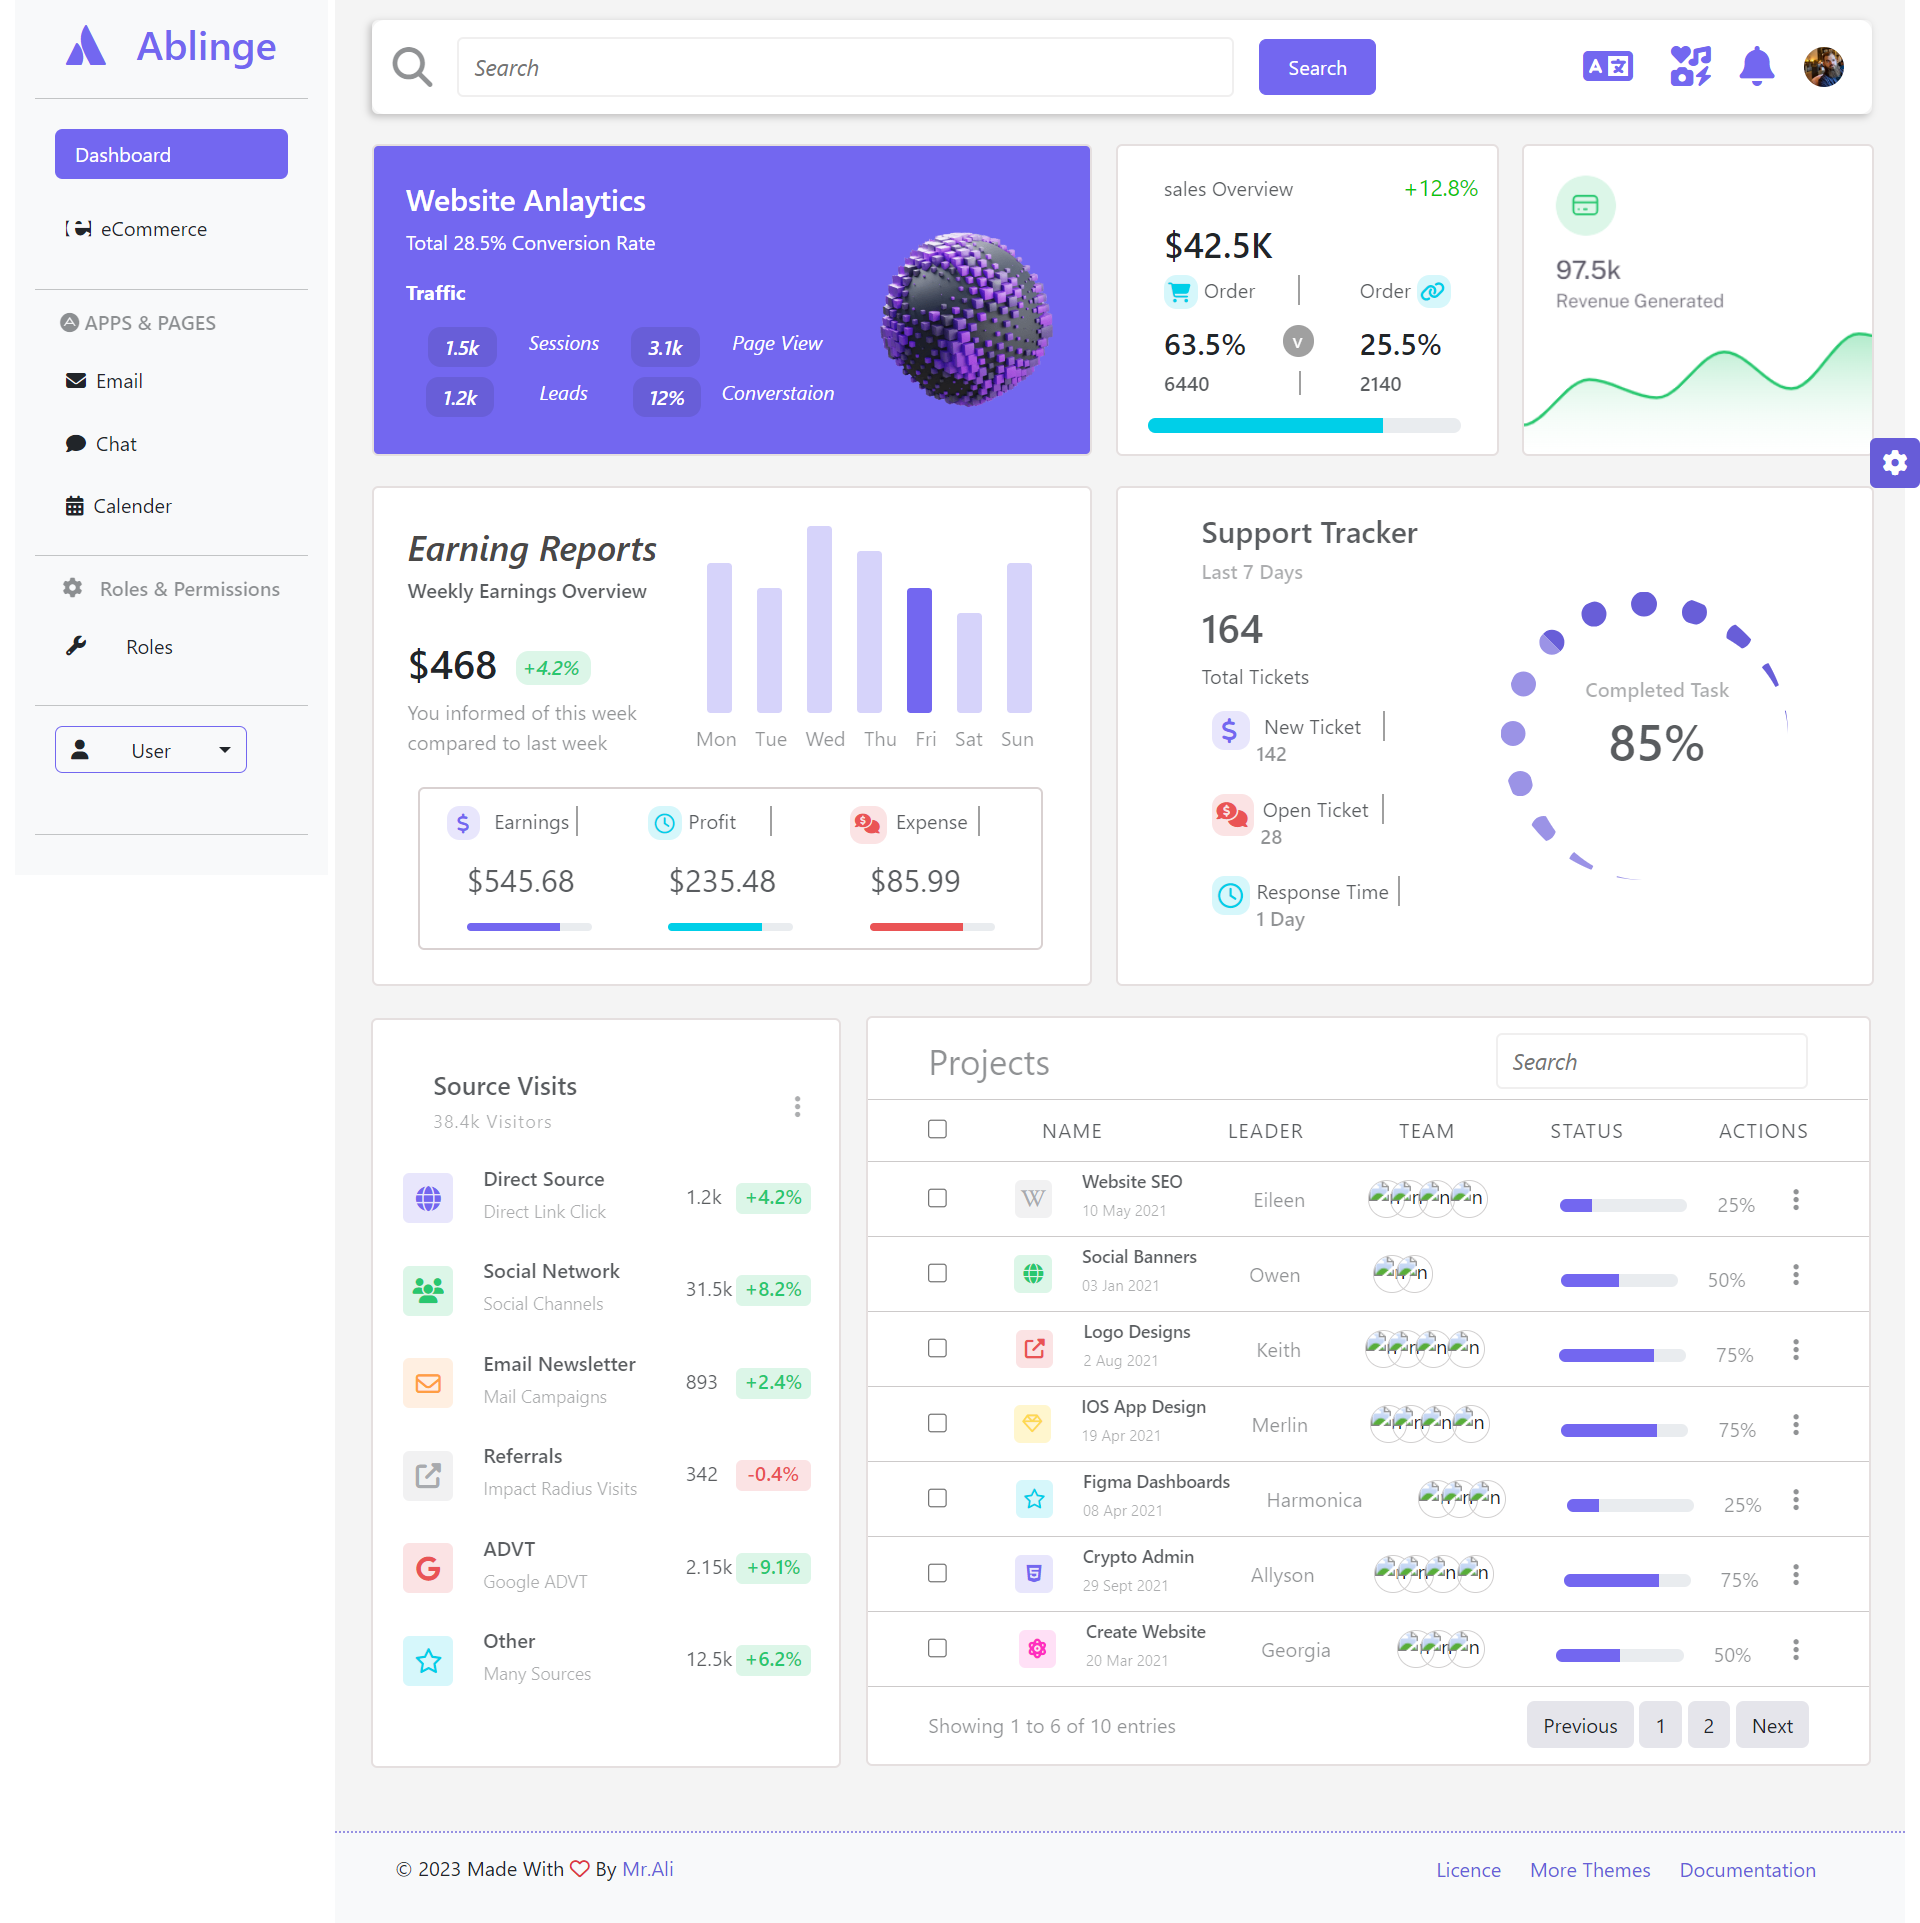 Ablinge
Dashboard
eCommerce
APPS & PAGES
Email
Chat
Calender
Roles & Permissions
Roles
User
Search
Search
A
Website Anlaytics
Total 28.5% Conversion Rate
Traffic
1.5k Sessions 3.1k Page View
1.2k Leads 12% Converstaion
sales Overview +12.8%
$42.5K
Order Order
63.5% V 25.5%
6440 2140
97.5k
Revenue Generated
Earning Reports
Weekly Earnings Overview
$468 +4.2%
You informed of this week
compared to last week
Mon Tue Wed Thu Fri Sat Sun
Earnings Profit Expense
$545.68 $235.48 $85.99
Support Tracker
Last 7 Days
164
Total Tickets
New Ticket
142
Open Ticket
28
Response Time
1 Day
Completed Task
85%
Source Visits
38.4k Visitors
Direct Source
Direct Link Click
1.2k +4.2%
Social Network
Social Channels
31.5k +8.2%
Email Newsletter
Mail Campaigns
893 +2.4%
Referrals
Impact Radius Visits
342 -0.4%
ADVT
Google ADVT
2.15k +9.1%
Other
Many Sources
12.5k +6.2%
Projects
Search
NAME LEADER TEAM STATUS ACTIONS
W Website SEO
10 May 2021
Eileen 25%
Social Banners
03 Jan 2021
Owen 50%
Logo Designs
2 Aug 2021
Keith 75%
IOS App Design
19 Apr 2021
Merlin 75%
Figma Dashboards
08 Apr 2021
Harmonica 25%
Crypto Admin
29 Sept 2021
Allyson 75%
Create Website
20 Mar 2021
Georgia 50%
Showing 1 to 6 of 10 entries
Previous 1 2 Next
© 2023 Made With By Mr.Ali
Licence More Themes Documentation